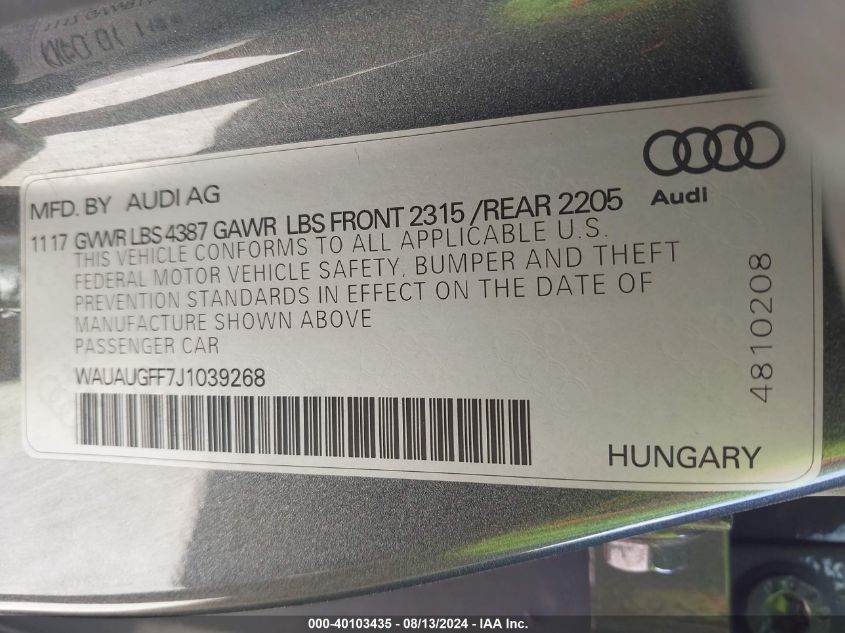 MFD. BY AUDI AG
Audi
11 17 GVWR LBS 4387 GAWR LBS FRONT 2315 /REAR 2205
THIS VEHICLE CONFORMS TO ALL APPLICABLE U.S.
FEDERAL MOTOR VEHICLE SAFETY, BUMPER AND THEFT
PREVENTION STANDARDS IN EFFECT ON THE DATE OF
MANUFACTURE SHOWN ABOVE
PASSENGER CAR
WAUAUGFF7J1039268
4810208
HUNGARY
000-40103435 - 08/13/2024 - IAA Inc.